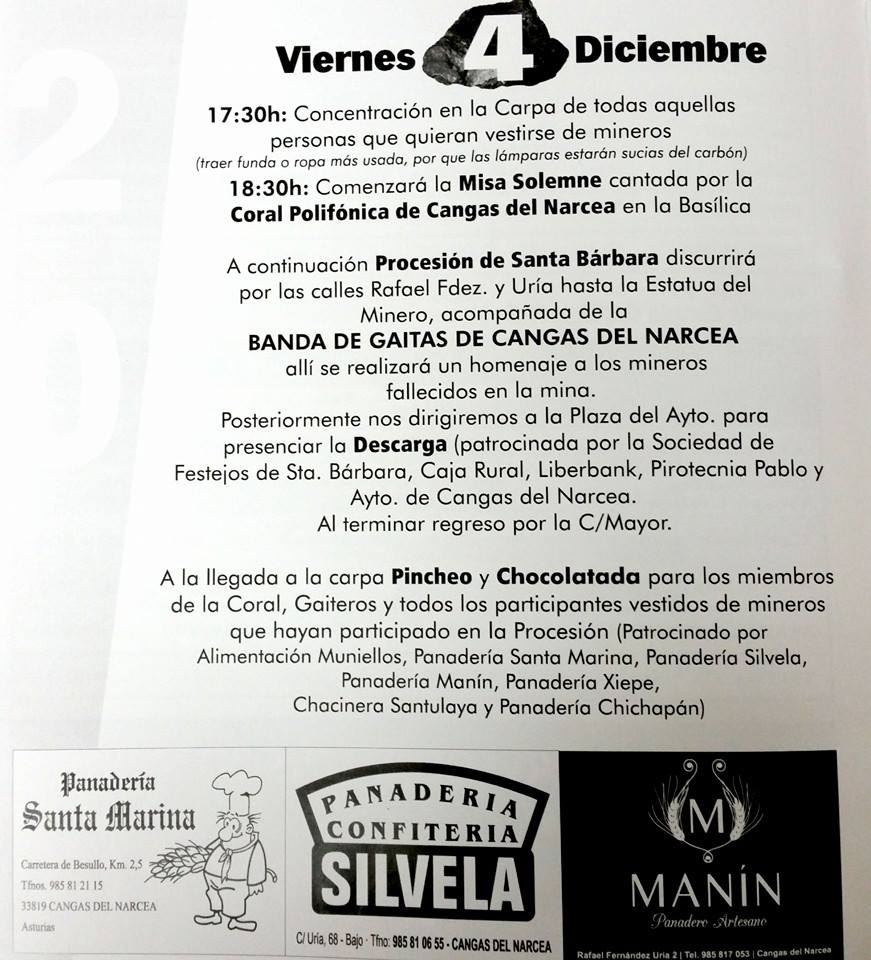 20
Viernes 4 Diciembre
17:30h: Concentración en la Carpa de todas aquellas
personas que quieran vestirse de mineros
(traer funda o ropa más usada, por que las lámparas estarán sucias del carbón)
18:30h: Comenzará la Misa Solemne cantada por la
Coral Polifónica de Cangas del Narcea en la Basílica
A continuación Procesión de Santa Bárbara discurrirá
por las calles Rafael Fdez. y Uría hasta la Estatua del
Minero, acompañada de la
BANDA DE GAITAS DE CANGAS DEL NARCEA
allí se realizará un homenaje a los mineros
fallecidos en la mina.
Posteriormente nos dirigiremos a la Plaza del Ayto. para
presenciar la Descarga (patrocinada por la Sociedad de
Festejos de Sta. Bárbara, Caja Rural, Liberbank, Pirotecnia Pablo y
Ayto. de Cangas del Narcea.
Al terminar regreso por la C/Mayor.
A la llegada a la carpa Pincheo y Chocolatada para los miembros
de la Coral, Gaiteros y todos los participantes vestidos de mineros
que hayan participado en la Procesión (Patrocinado por
Alimentación Muniellos, Panadería Santa Marina, Panadería Silvela,
Panadería Manín, Panadería Xiepe,
Chacinera Santulaya y Panadería Chichapán)
Panadería
Santa Marina
Carretera de Besullo, Km. 2,5
Tfnos. 985 81 21 15
33819 CANGAS DEL NARCEA
Asturias
PANADERIA
CONFITERIA
SILVELA
C/ Uría, 68 - Bajo · Tfno: 985 81 06 55 - CANGAS DEL NARCEA
M
MANÍN
Panadero Artesano
Rafael Fernández Uria 2 | Tel. 985 817 053 | Cangas del Narcea